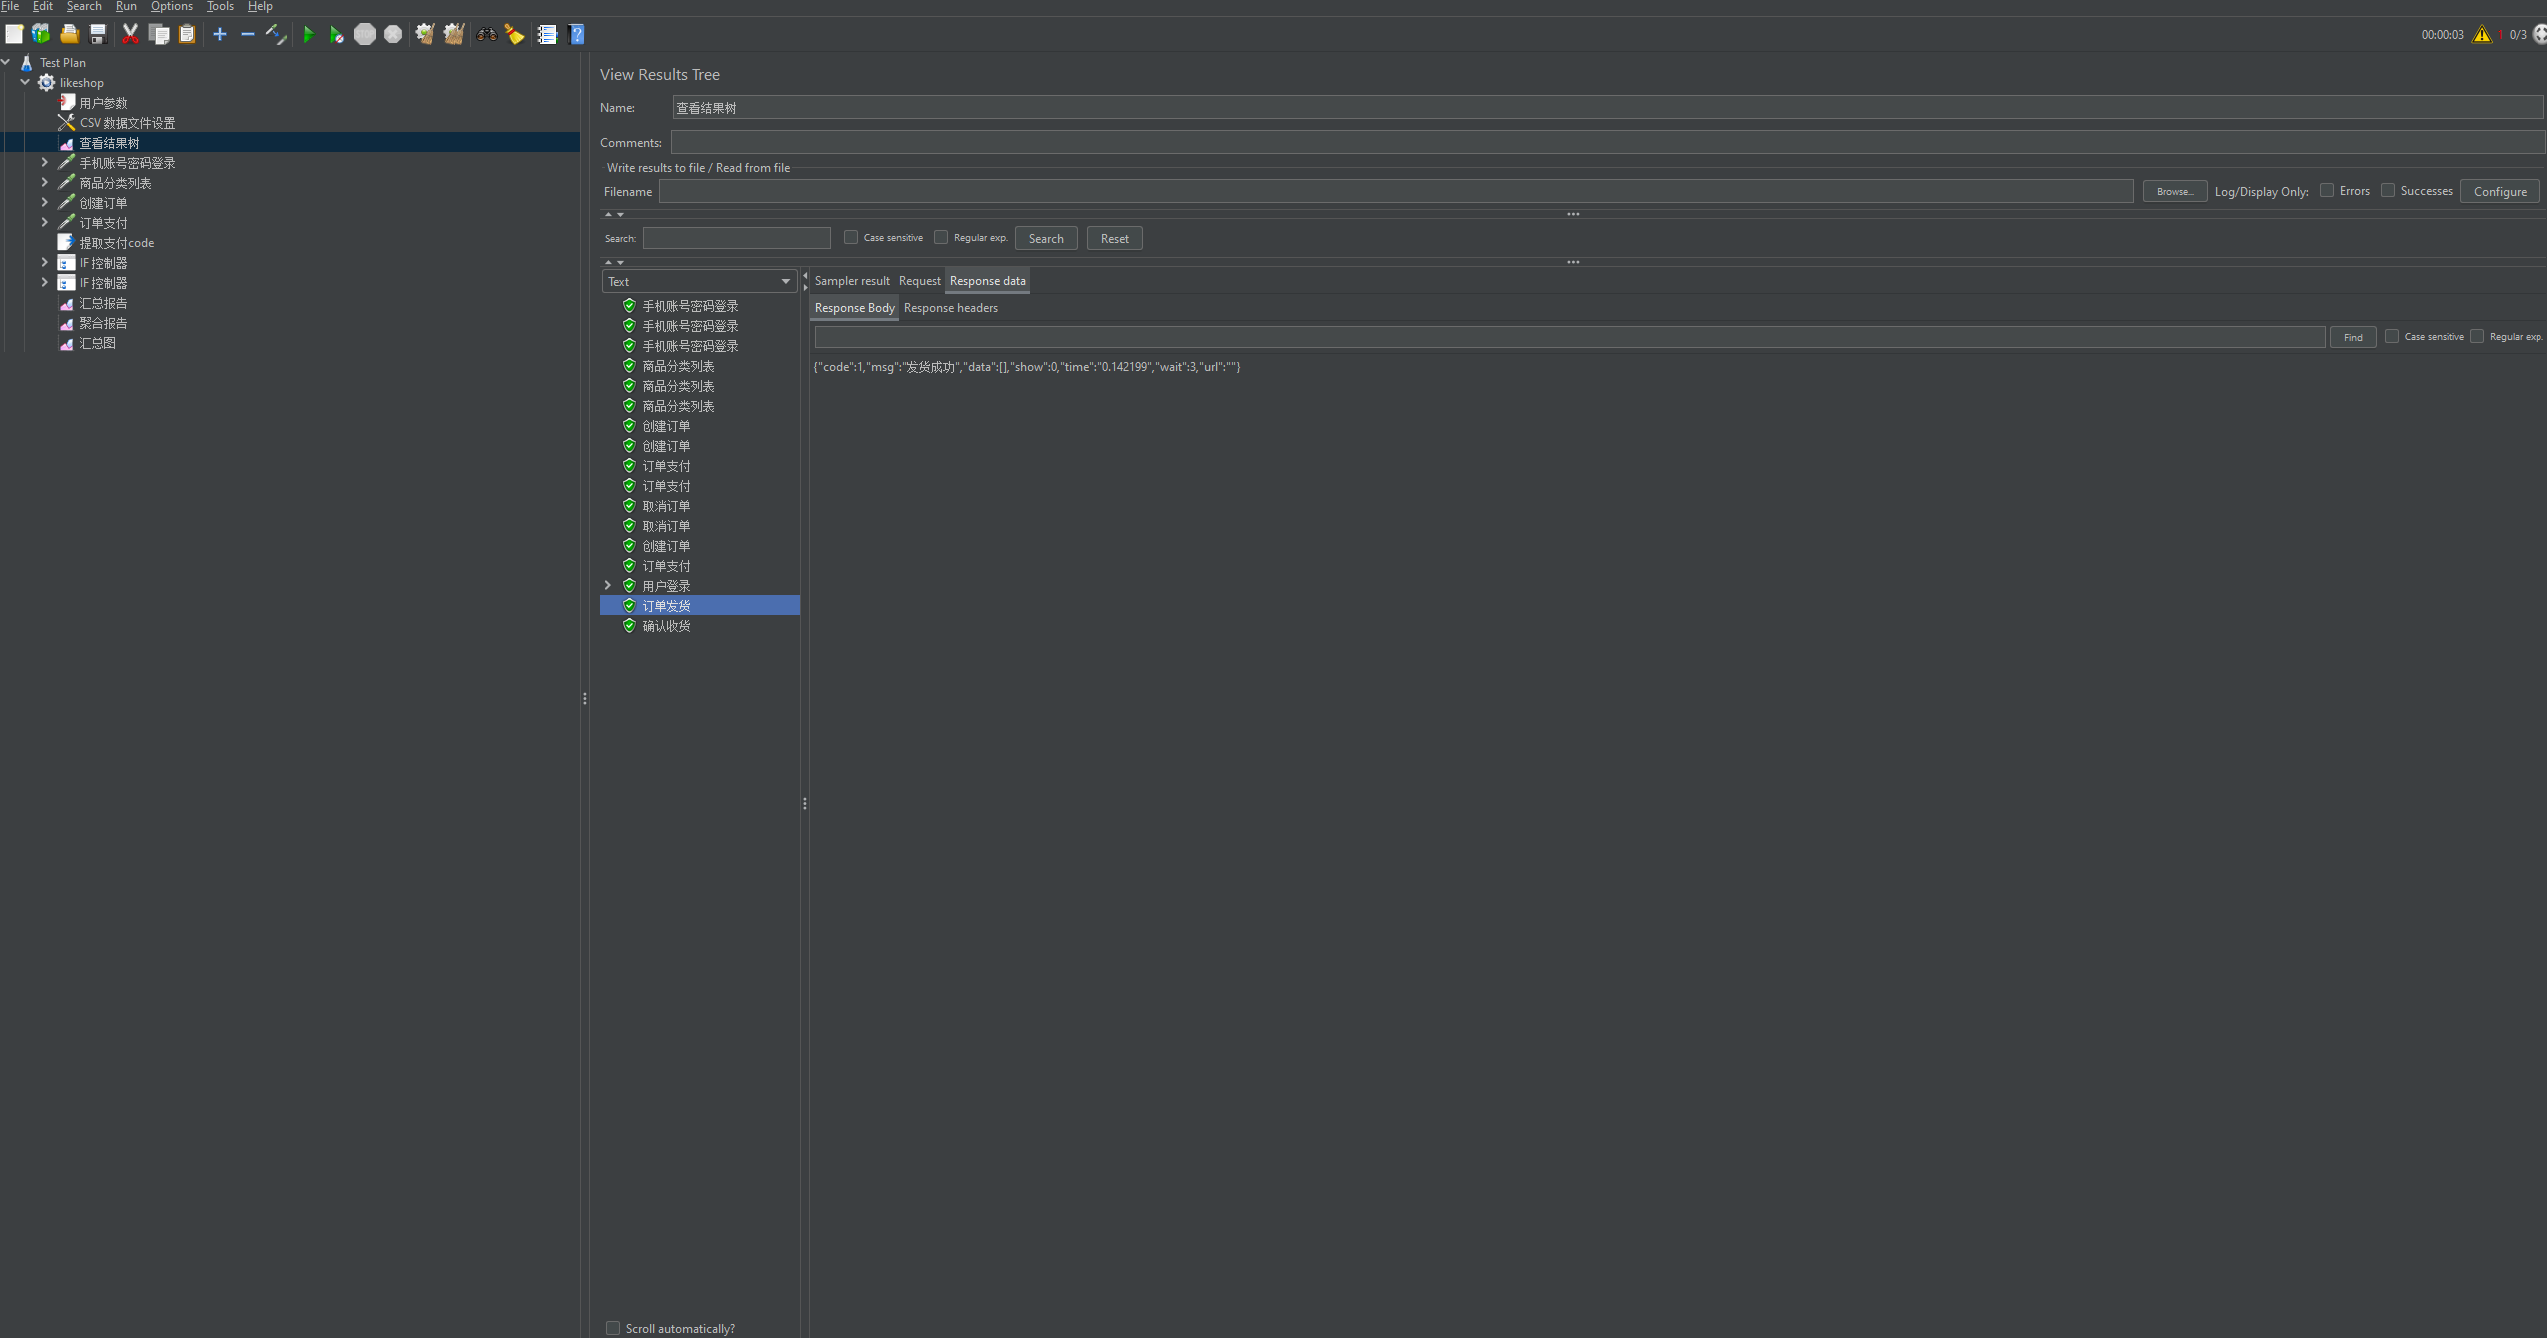 File Edit Search Run Options Tools Help
00:00:03 1 0/3
Test Plan
likeshop
用户参数
CSV 数据文件设置
查看结果树
手机账号密码登录
商品分类列表
创建订单
订单支付
提取支付code
IF 控制器
IF 控制器
汇总报告
聚合报告
汇总图
View Results Tree
Name: 查看结果树
Comments:
Write results to file / Read from file
Filename Browse... Log/Display Only: Errors Successes Configure
Search: Case sensitive Regular exp. Search Reset
Text
手机账号密码登录
手机账号密码登录
手机账号密码登录
商品分类列表
商品分类列表
商品分类列表
创建订单
创建订单
订单支付
订单支付
取消订单
取消订单
创建订单
订单支付
用户登录
订单发货
确认收货
Scroll automatically?
Sampler result Request Response data
Response Body Response headers
Find Case sensitive Regular exp.
{"code":1,"msg":"发货成功","data":[],"show":0,"time":"0.142199","wait":3,"url":""}